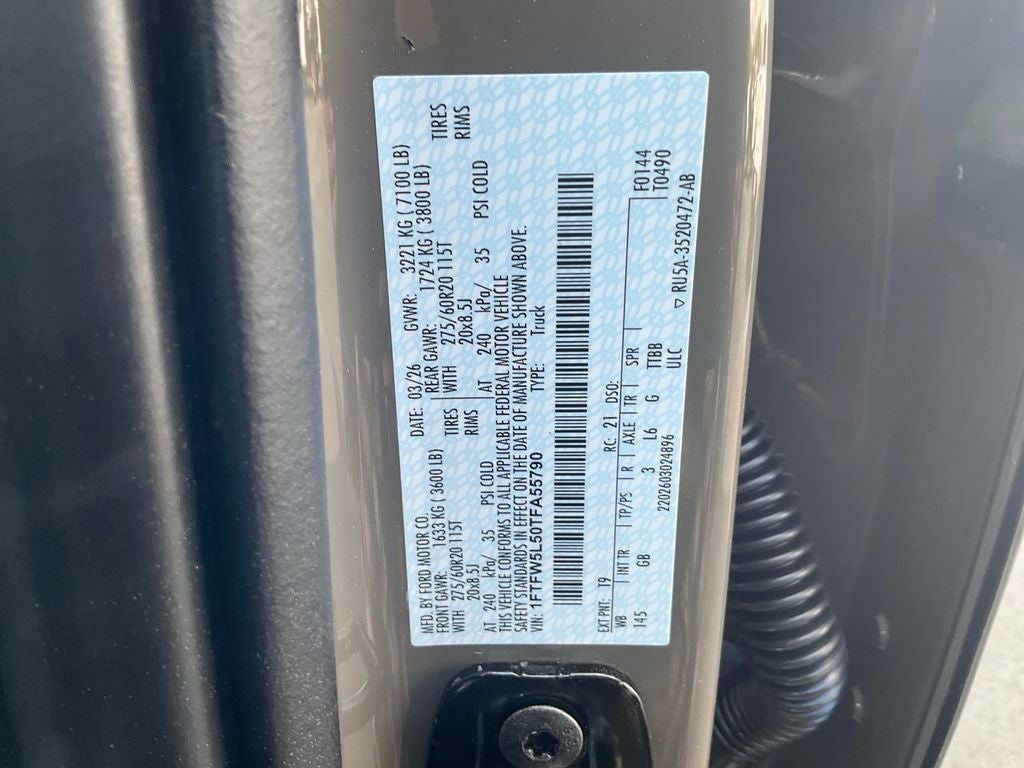 MFD. BY FORD MOTOR CO. DATE: 03/26 GVWR: 3221 KG ( 7100 LB)
FRONT GAWR: 1633 KG ( 3600 LB) REAR GAWR: 1724 KG ( 3800 LB)
WITH 275/60R20 115T TIRES WITH 275/60R20 115T TIRES
20x8.5J RIMS 20x8.5J RIMS
AT 240 kPa/ 35 PSI COLD AT 240 kPa/ 35 PSI COLD
THIS VEHICLE CONFORMS TO ALL APPLICABLE FEDERAL MOTOR VEHICLE
SAFETY STANDARDS IN EFFECT ON THE DATE OF MANUFACTURE SHOWN ABOVE.
VIN: 1FTFW5L50TFA55790 TYPE: Truck
EXT PNT: T9 RC: 21 DSO: F0144
WB INT TR TP/PS R AXLE TR SPR T0490
145 GB 3 L6 G TIBB
2202603024896 ULC
▽ RU5A-3520472-AB